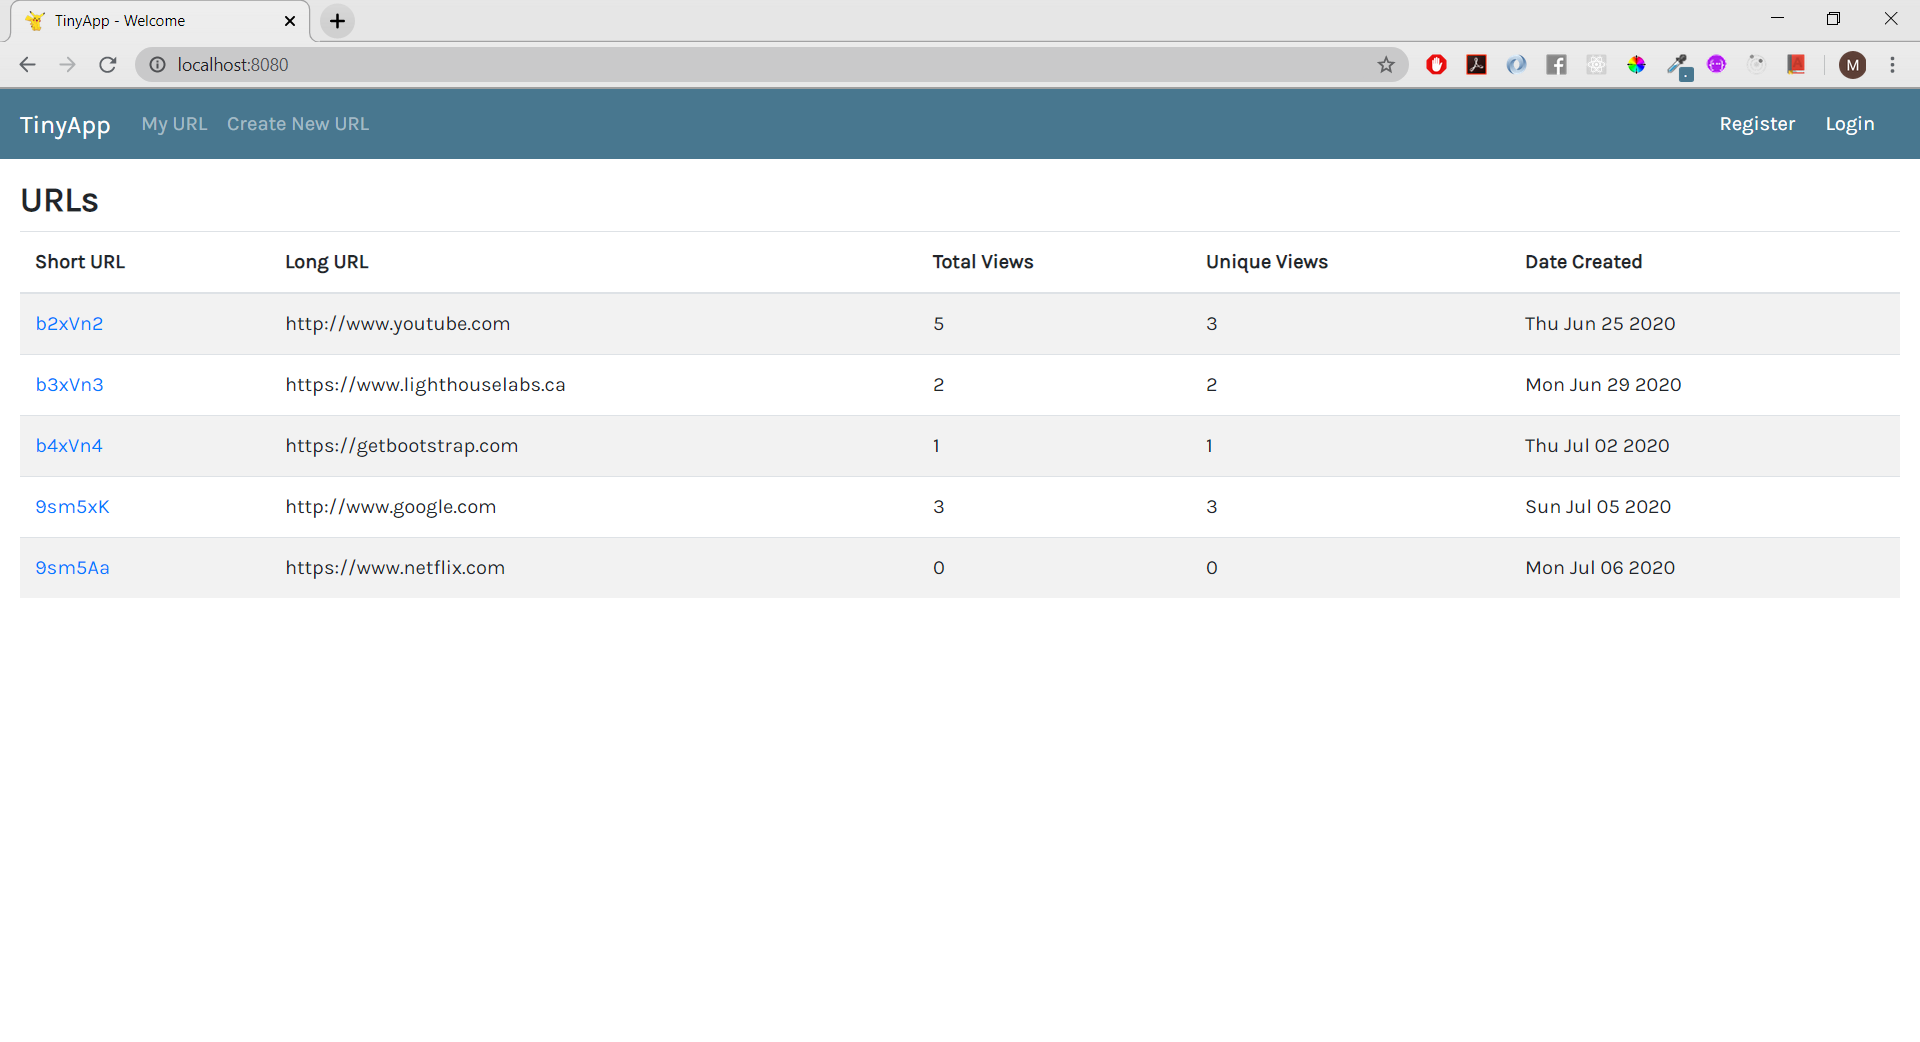 TinyApp - Welcome
localhost:8080
M
TinyApp My URL Create New URL Register Login
URLs
Short URL Long URL Total Views Unique Views Date Created
b2xVn2 http://www.youtube.com 5 3 Thu Jun 25 2020
b3xVn3 https://www.lighthouselabs.ca 2 2 Mon Jun 29 2020
b4xVn4 https://getbootstrap.com 1 1 Thu Jul 02 2020
9sm5xK http://www.google.com 3 3 Sun Jul 05 2020
9sm5Aa https://www.netflix.com 0 0 Mon Jul 06 2020